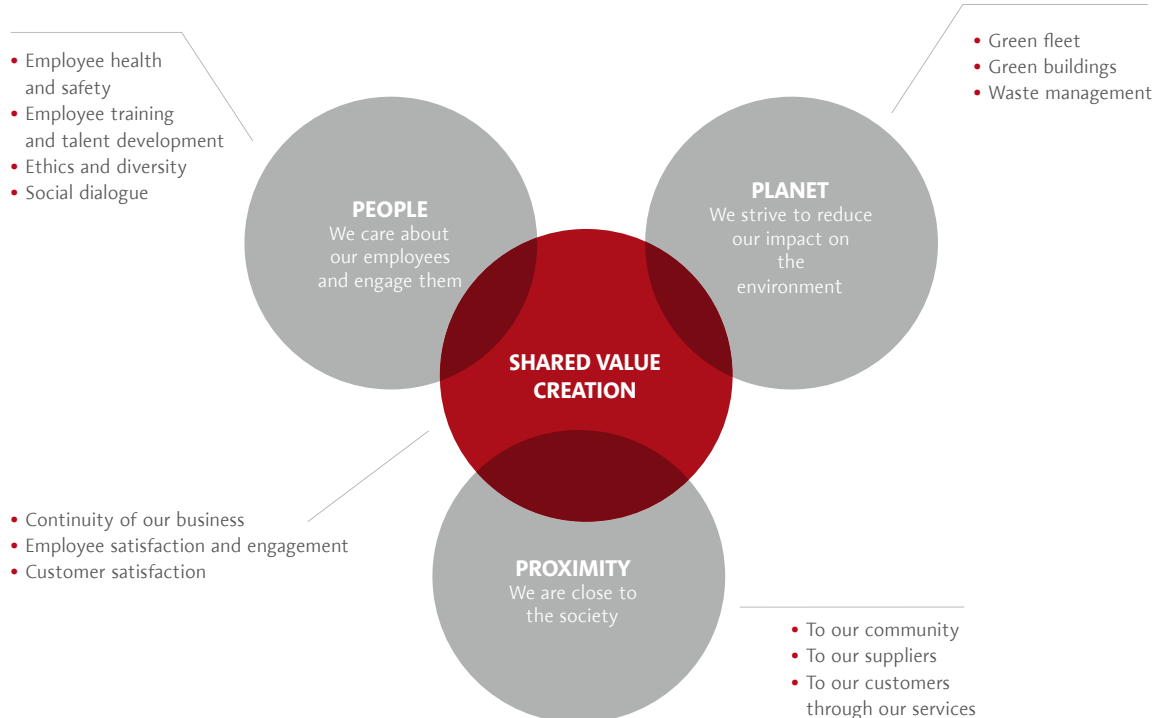 • Employee health
and safety
• Employee training
and talent development
• Ethics and diversity
• Social dialogue
• Green fleet
• Green buildings
• Waste management
PEOPLE
We care about
our employees
and engage them
PLANET
We strive to reduce
our impact on
the
environment
SHARED VALUE
CREATION
• Continuity of our business
• Employee satisfaction and engagement
• Customer satisfaction
PROXIMITY
We are close to
the society
• To our community
• To our suppliers
• To our customers
through our services